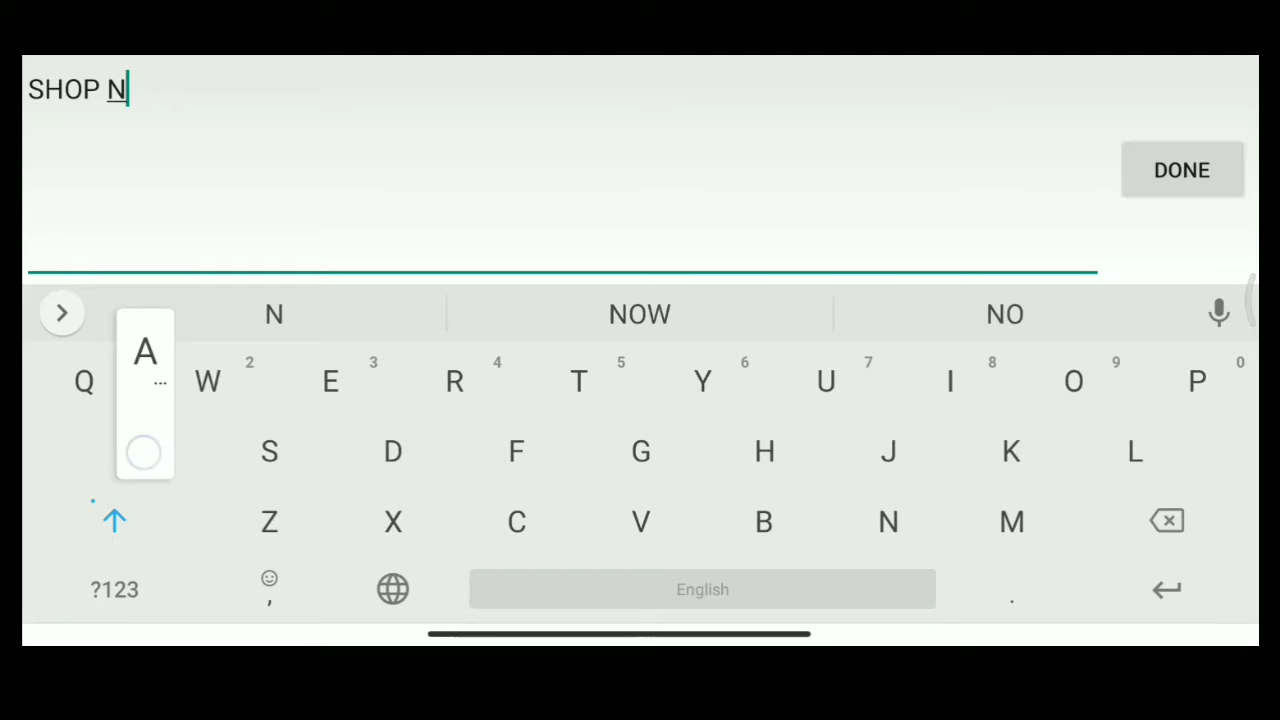 SHOP N
DONE
N NOW NO
A
...
Q W 2 E 3 R 4 T 5 Y 6 U 7 I 8 O 9 P 0
S D F G H J K L
Z X C V B N M
?123 , English .